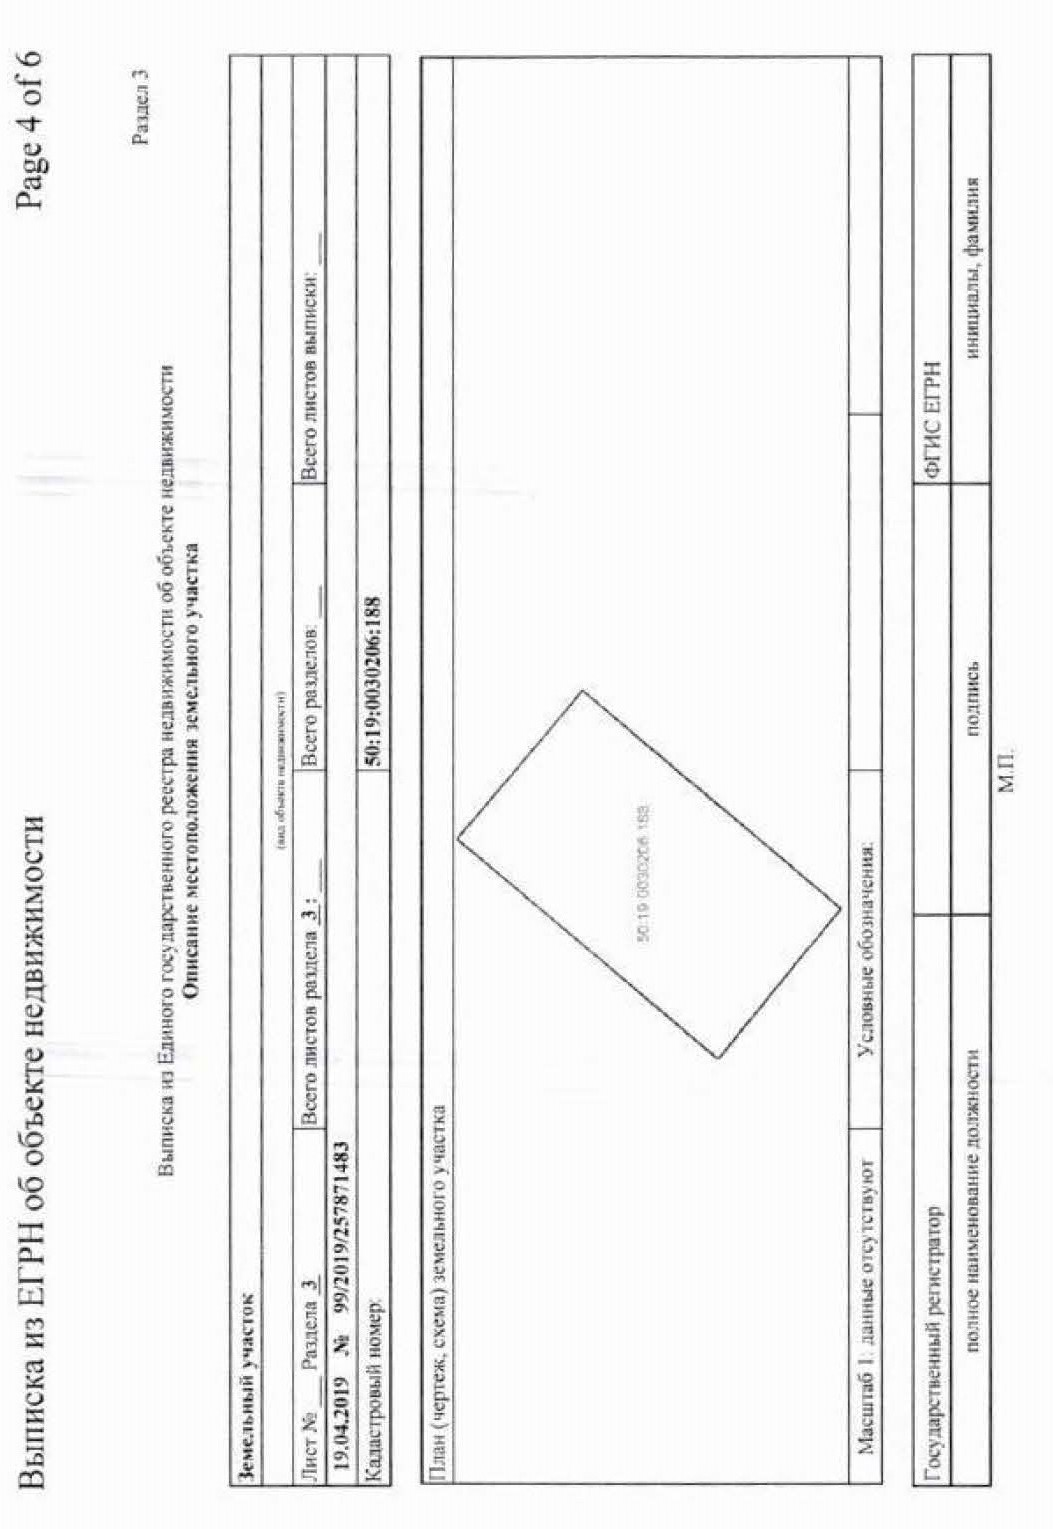 Выписка из ЕГРН об объекте недвижимости
Page 4 of 6
Раздел 3
Выписка из Единого государственного реестра недвижимости об объекте недвижимости
Описание местоположения земельного участка
Земельный участок
(вид объекта недвижимости)
Лист № ___ Раздела 3
Всего листов раздела 3 : ___
Всего разделов: ___
Всего листов выписки: ___
19.04.2019 № 99/2019/257871483
Кадастровый номер:
50:19:0030206:188
План (чертеж, схема) земельного участка
50:19:0030206:188
Масштаб 1: данные отсутствуют
Условные обозначения:
Государственный регистратор
ФГИС ЕГРН
полное наименование должности
подпись
инициалы, фамилия
М.П.